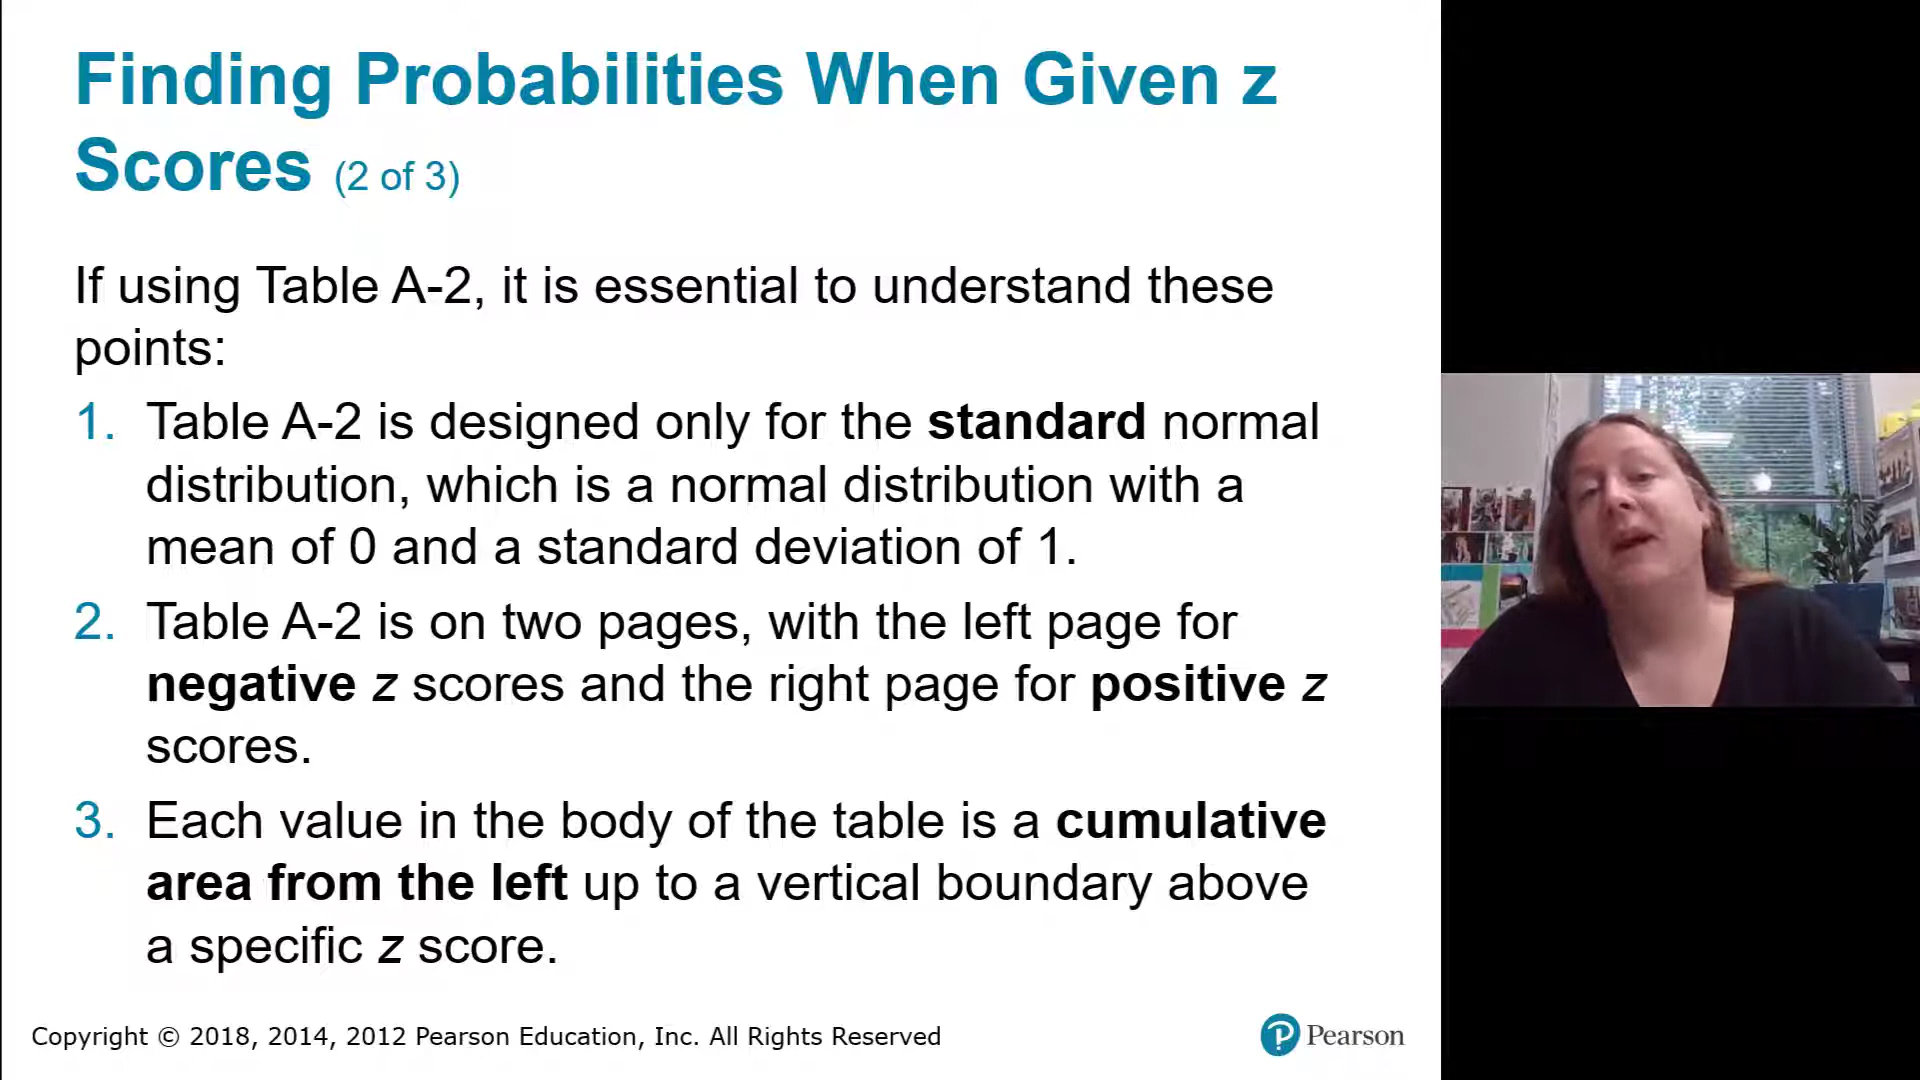 Finding Probabilities When Given z
Scores (2 of 3)
If using Table A-2, it is essential to understand these
points:
1. Table A-2 is designed only for the standard normal
distribution, which is a normal distribution with a
mean of 0 and a standard deviation of 1.
2. Table A-2 is on two pages, with the left page for
negative z scores and the right page for positive z
scores.
3. Each value in the body of the table is a cumulative
area from the left up to a vertical boundary above
a specific z score.
Copyright © 2018, 2014, 2012 Pearson Education, Inc. All Rights Reserved
Pearson